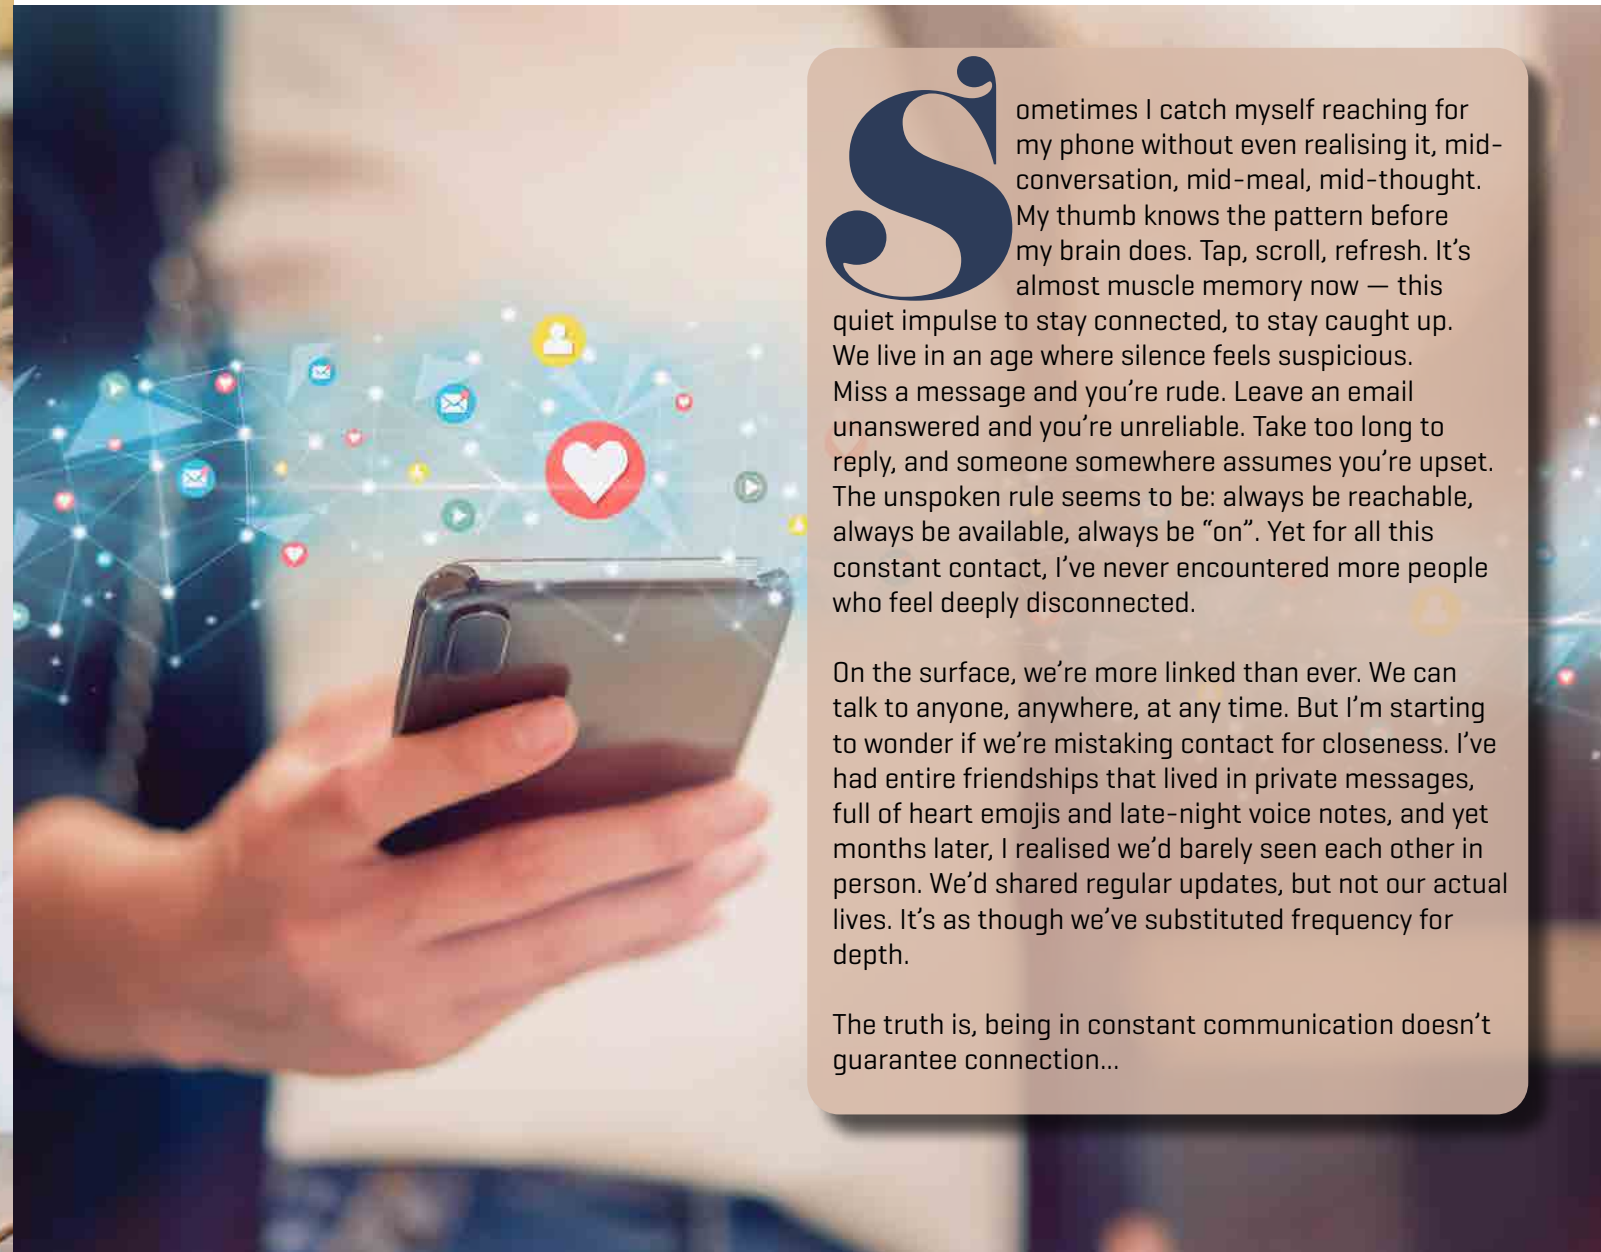 Sometimes I catch myself reaching for
my phone without even realising it, mid-
conversation, mid-meal, mid-thought.
My thumb knows the pattern before
my brain does. Tap, scroll, refresh. It’s
almost muscle memory now — this
quiet impulse to stay connected, to stay caught up.
We live in an age where silence feels suspicious.
Miss a message and you’re rude. Leave an email
unanswered and you’re unreliable. Take too long to
reply, and someone somewhere assumes you’re upset.
The unspoken rule seems to be: always be reachable,
always be available, always be “on”. Yet for all this
constant contact, I’ve never encountered more people
who feel deeply disconnected.
On the surface, we’re more linked than ever. We can
talk to anyone, anywhere, at any time. But I’m starting
to wonder if we’re mistaking contact for closeness. I’ve
had entire friendships that lived in private messages,
full of heart emojis and late-night voice notes, and yet
months later, I realised we’d barely seen each other in
person. We’d shared regular updates, but not our actual
lives. It’s as though we’ve substituted frequency for
depth.
The truth is, being in constant communication doesn’t
guarantee connection...